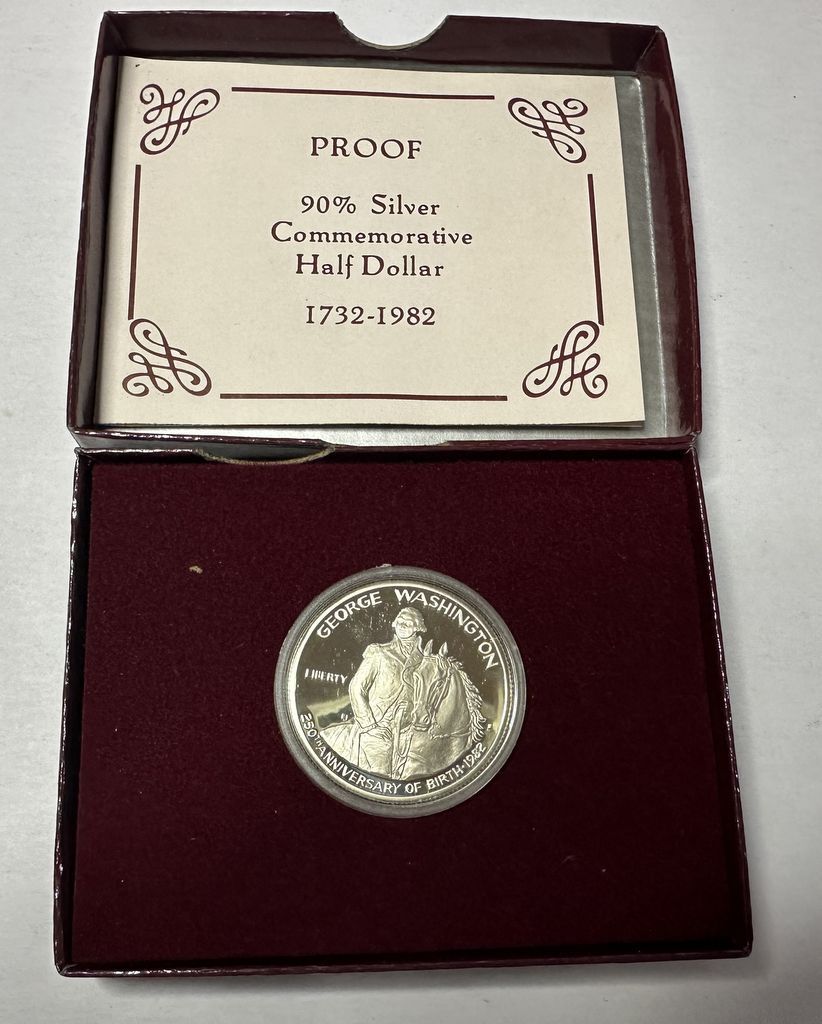 PROOF
90% Silver
Commemorative
Half Dollar
1732-1982
GEORGE WASHINGTON
LIBERTY
250TH ANNIVERSARY OF BIRTH·1982